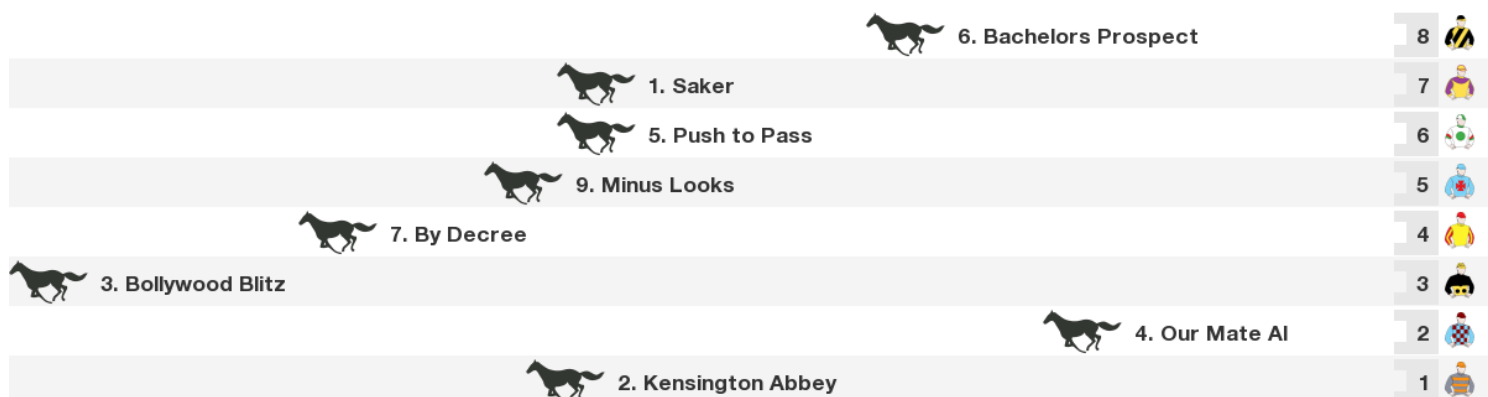 6. Bachelors Prospect 8
1. Saker 7
5. Push to Pass 6
9. Minus Looks 5
7. By Decree 4
3. Bollywood Blitz 3
4. Our Mate Al 2
2. Kensington Abbey 1